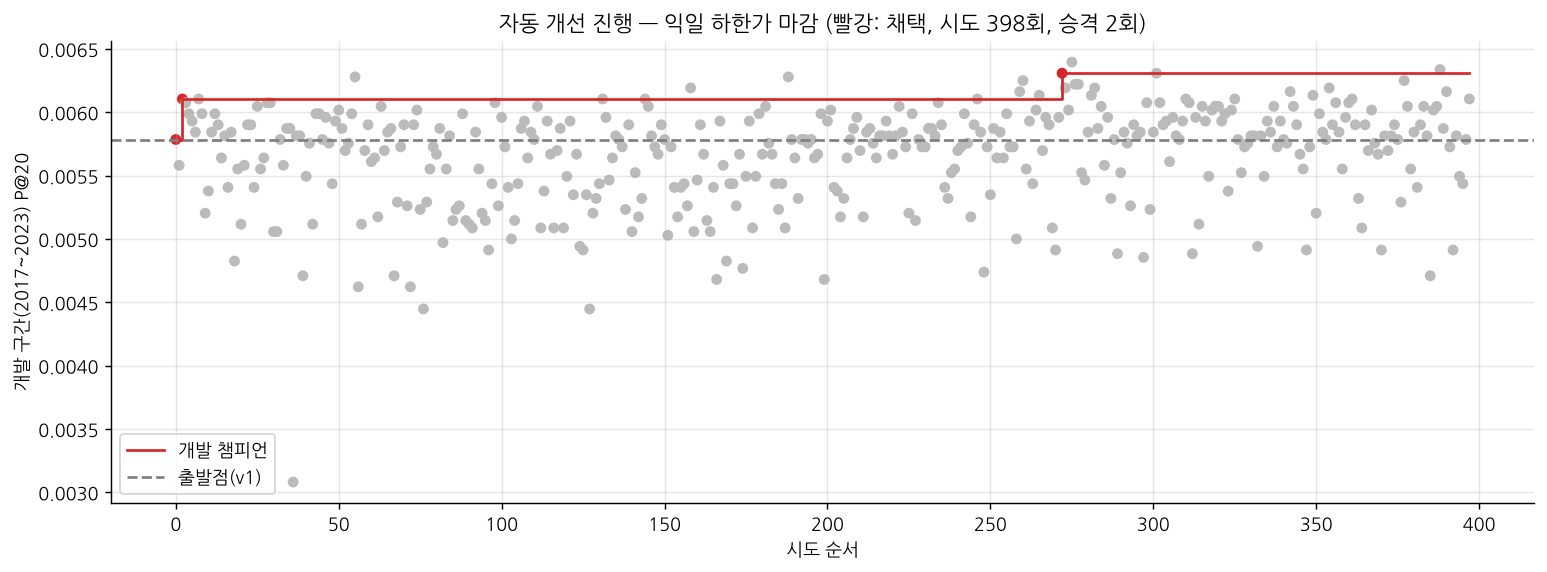 자동 개선 진행 — 익일 하한가 마감 (빨강: 채택, 시도 398회, 승격 2회)
0.0065
0.0060
0.0055
0.0050
0.0045
0.0040
0.0035
0.0030
개발 구간(2017~2023) P@20
개발 챔피언
출발점(v1)
0 50 100 150 200 250 300 350 400
시도 순서